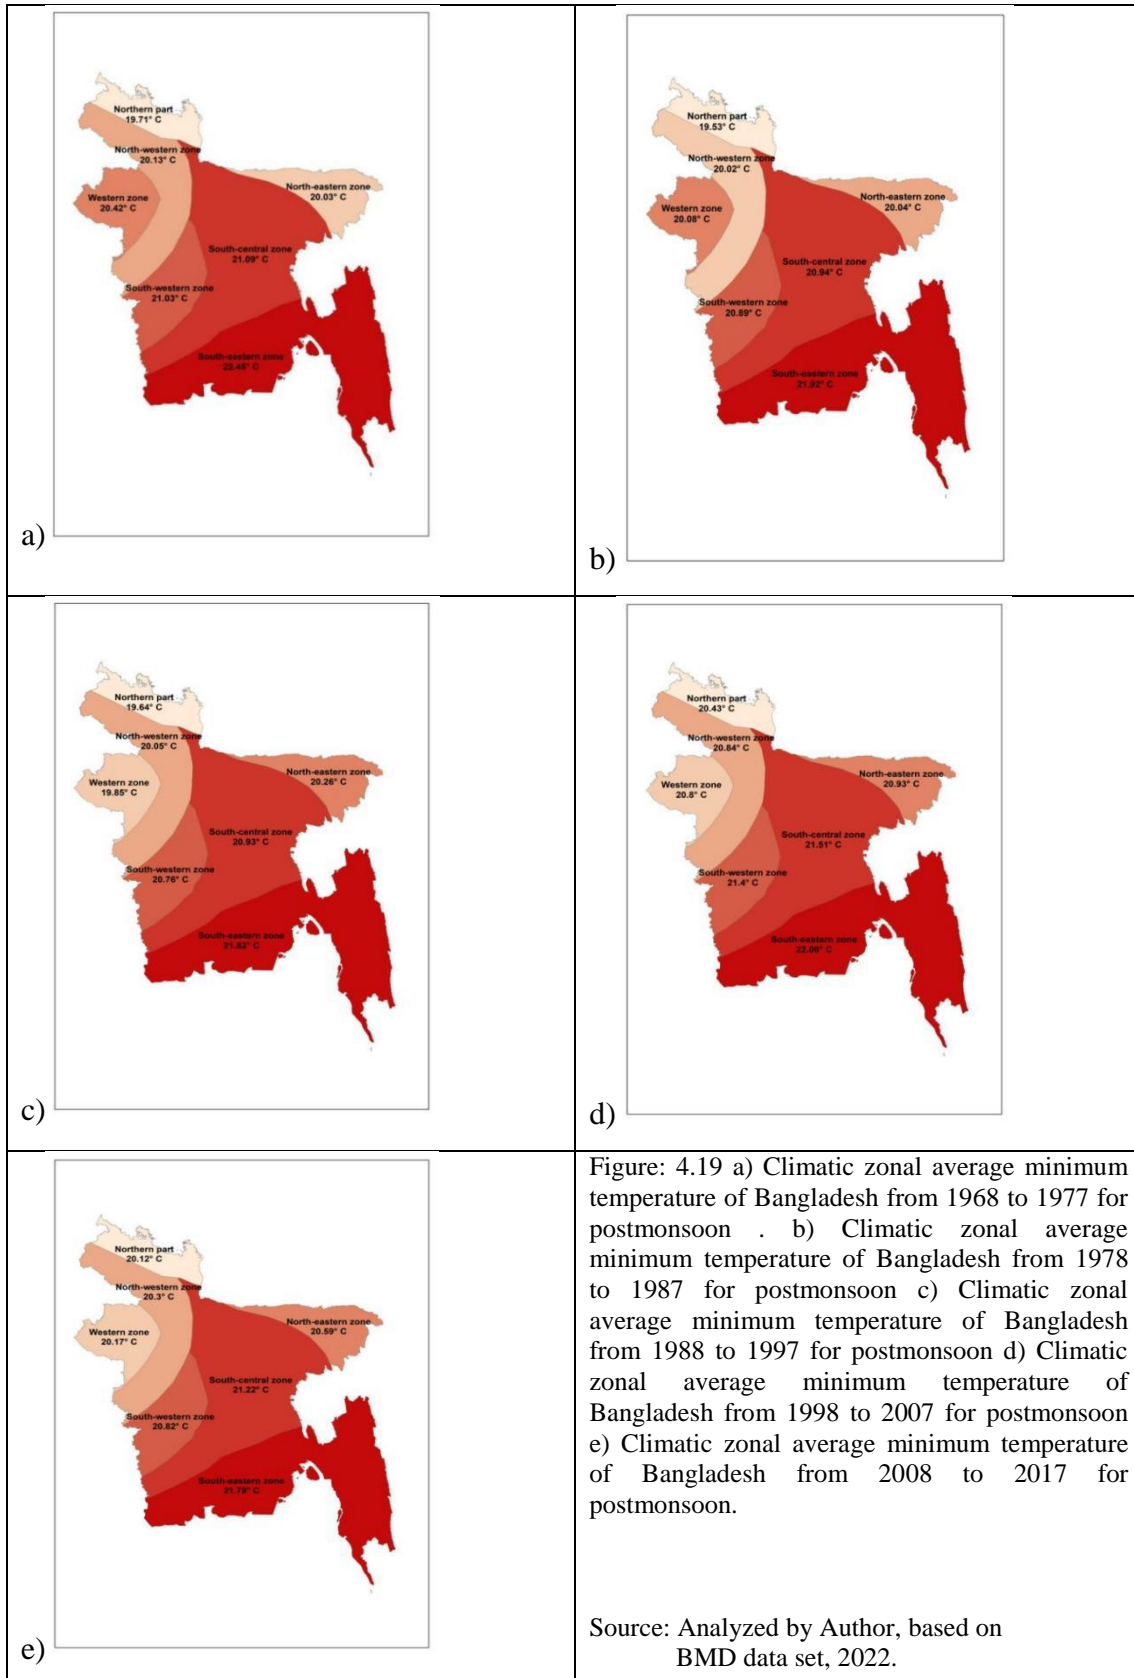 Northern part
19.71° C
North-western zone
20.13° C
Western zone
20.42° C
North-eastern zone
20.03° C
South-central zone
21.09° C
South-western zone
21.03° C
South-eastern zone
22.45° C
a)
Northern part
19.53° C
North-western zone
20.02° C
Western zone
20.08° C
North-eastern zone
20.04° C
South-central zone
20.94° C
South-western zone
20.89° C
South-eastern zone
21.92° C
b)
Northern part
19.64° C
North-western zone
20.05° C
Western zone
19.85° C
North-eastern zone
20.26° C
South-central zone
20.93° C
South-western zone
20.76° C
South-eastern zone
21.82° C
c)
Northern part
20.43° C
North-western zone
20.84° C
Western zone
20.8° C
North-eastern zone
20.93° C
South-central zone
21.51° C
South-western zone
21.4° C
South-eastern zone
22.06° C
d)
Northern part
20.12° C
North-western zone
20.3° C
Western zone
20.17° C
North-eastern zone
20.59° C
South-central zone
21.22° C
South-western zone
20.82° C
South-eastern zone
21.79° C
e)
Figure: 4.19 a) Climatic zonal average minimum
temperature of Bangladesh from 1968 to 1977 for
postmonsoon . b) Climatic zonal average
minimum temperature of Bangladesh from 1978
to 1987 for postmonsoon c) Climatic zonal
average minimum temperature of Bangladesh
from 1988 to 1997 for postmonsoon d) Climatic
zonal average minimum temperature of
Bangladesh from 1998 to 2007 for postmonsoon
e) Climatic zonal average minimum temperature
of Bangladesh from 2008 to 2017 for
postmonsoon.
Source: Analyzed by Author, based on
BMD data set, 2022.